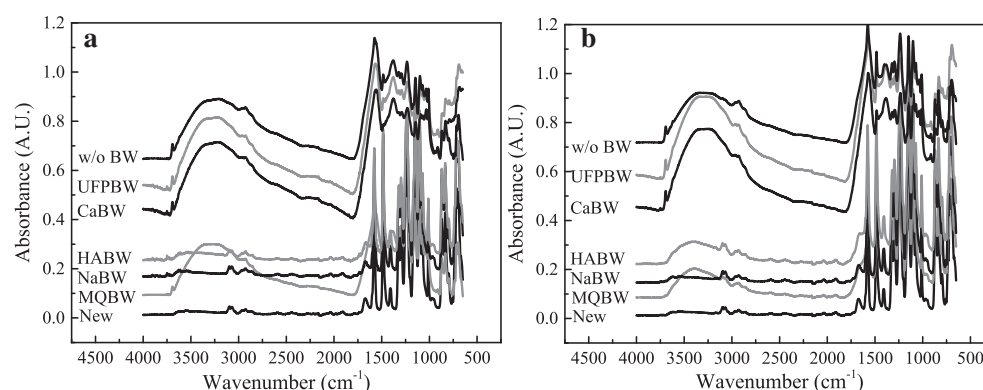 a
1.2
1.0
0.8
0.6
0.4
0.2
0.0
Absorbance (A.U.)
w/o BW
UFPBW
CaBW
HABW
NaBW
MQBW
New
4500 4000 3500 3000 2500 2000 1500 1000 500
Wavenumber (cm⁻¹)
b
1.2
1.0
0.8
0.6
0.4
0.2
0.0
Absorbance (A.U.)
w/o BW
UFPBW
CaBW
HABW
NaBW
MQBW
New
4500 4000 3500 3000 2500 2000 1500 1000 500
Wavenumber (cm⁻¹)